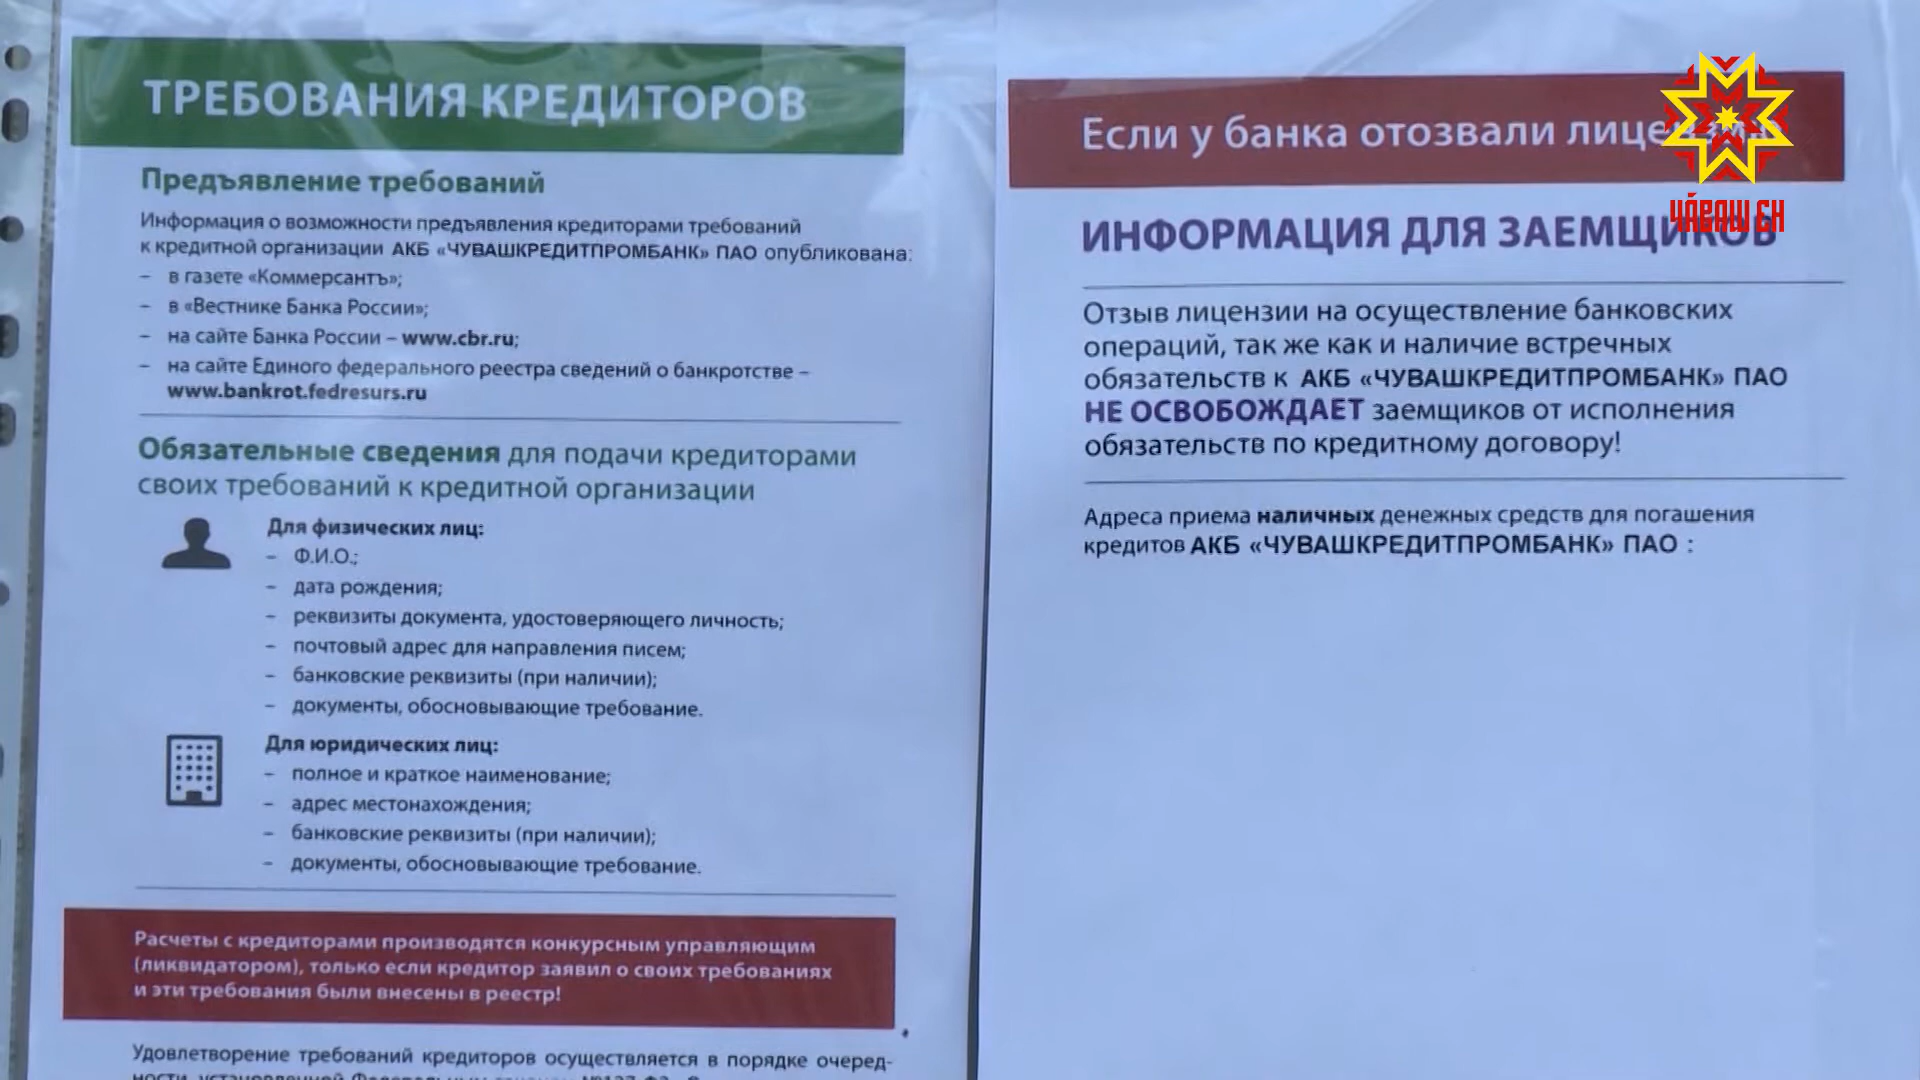 ТРЕБОВАНИЯ КРЕДИТОРОВ
Предъявление требований
Информация о возможности предъявления кредиторами требований
к кредитной организации АКБ «ЧУВАШКРЕДИТПРОМБАНК» ПАО опубликована:
– в газете «Коммерсантъ»;
– в «Вестнике Банка России»;
– на сайте Банка России – www.cbr.ru;
– на сайте Единого федерального реестра сведений о банкротстве –
www.bankrot.fedresurs.ru
Обязательные сведения для подачи кредиторами
своих требований к кредитной организации
Для физических лиц:
– Ф.И.О.;
– дата рождения;
– реквизиты документа, удостоверяющего личность;
– почтовый адрес для направления писем;
– банковские реквизиты (при наличии);
– документы, обосновывающие требование.
Для юридических лиц:
– полное и краткое наименование;
– адрес местонахождения;
– банковские реквизиты (при наличии);
– документы, обосновывающие требование.
Расчеты с кредиторами производятся конкурсным управляющим
(ликвидатором), только если кредитор заявил о своих требованиях
и эти требования были внесены в реестр!
Удовлетворение требований кредиторов осуществляется в порядке очеред-
Если у банка отозвали
ИНФОРМАЦИЯ ДЛЯ ЗАЕМЩИКОВ
Отзыв лицензии на осуществление банковских
операций, так же как и наличие встречных
обязательств к АКБ «ЧУВАШКРЕДИТПРОМБАНК» ПАО
НЕ ОСВОБОЖДАЕТ заемщиков от исполнения
обязательств по кредитному договору!
Адреса приема наличных денежных средств для погашения
кредитов АКБ «ЧУВАШКРЕДИТПРОМБАНК» ПАО :
ЧӐВАШ ЕН